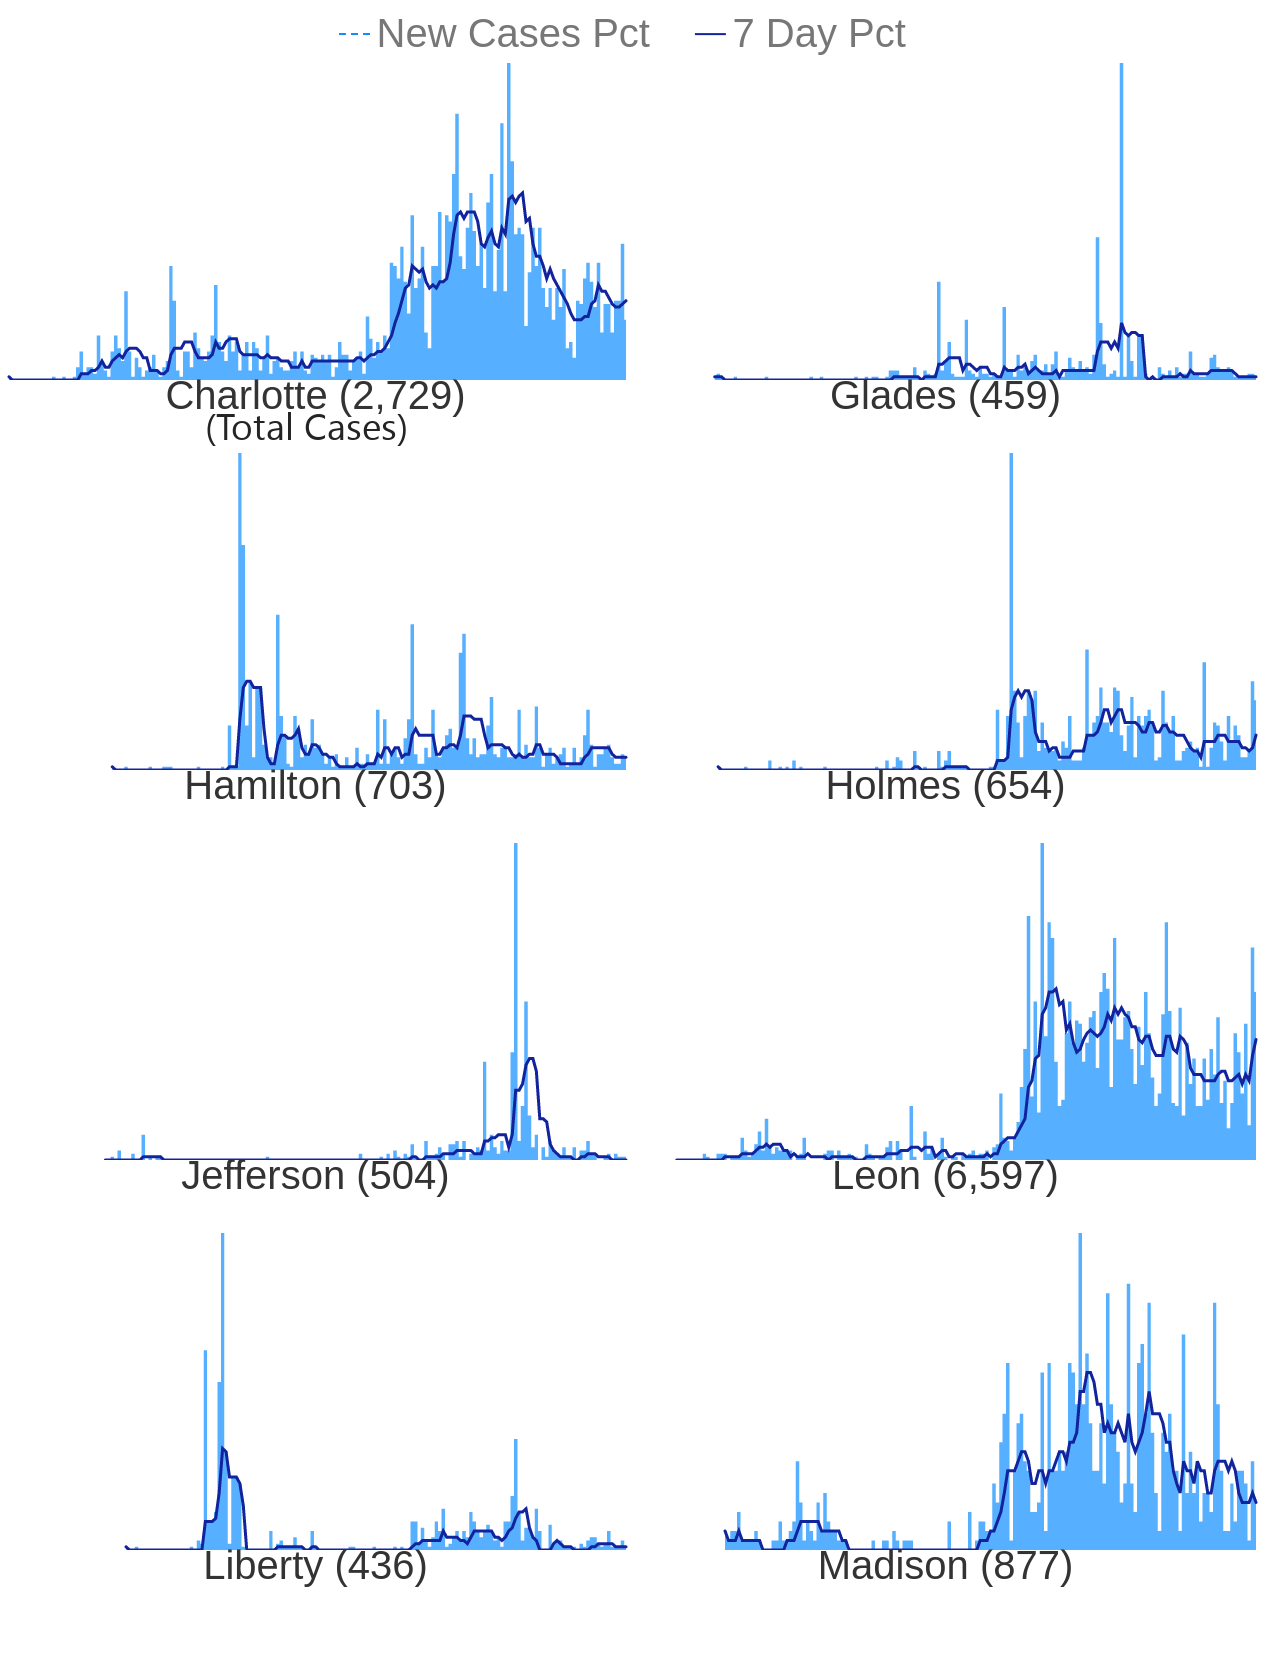 New Cases Pct 7 Day Pct
Charlotte (2,729) Glades (459)
(Total Cases)
Hamilton (703) Holmes (654)
Jefferson (504) Leon (6,597)
Liberty (436) Madison (877)